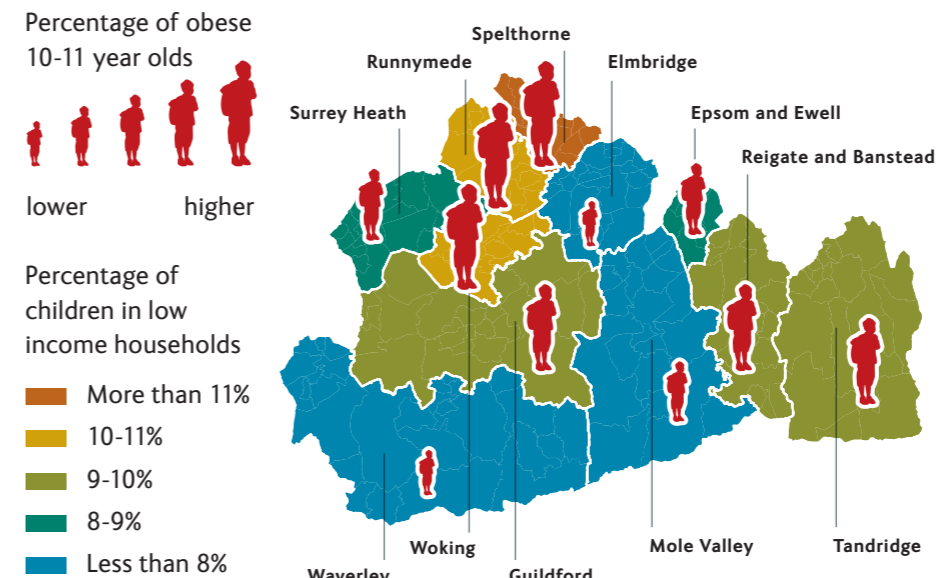 Percentage of obese
10-11 year olds
lower
higher
Percentage of
children in low
income households
More than 11%
10-11%
9-10%
8-9%
Less than 8%
Spelthorne
Runnymede
Elmbridge
Surrey Heath
Epsom and Ewell
Reigate and Banstead
Woking
Mole Valley
Tandridge
Waverley
Guildford